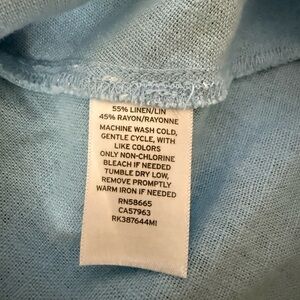 55% LINEN/LIN
45% RAYON/RAYONNE
MACHINE WASH COLD,
GENTLE CYCLE, WITH
LIKE COLORS
ONLY NON-CHLORINE
BLEACH IF NEEDED
TUMBLE DRY LOW,
REMOVE PROMPTLY
WARM IRON IF NEEDED
RN58665
CA57963
RK387644MI